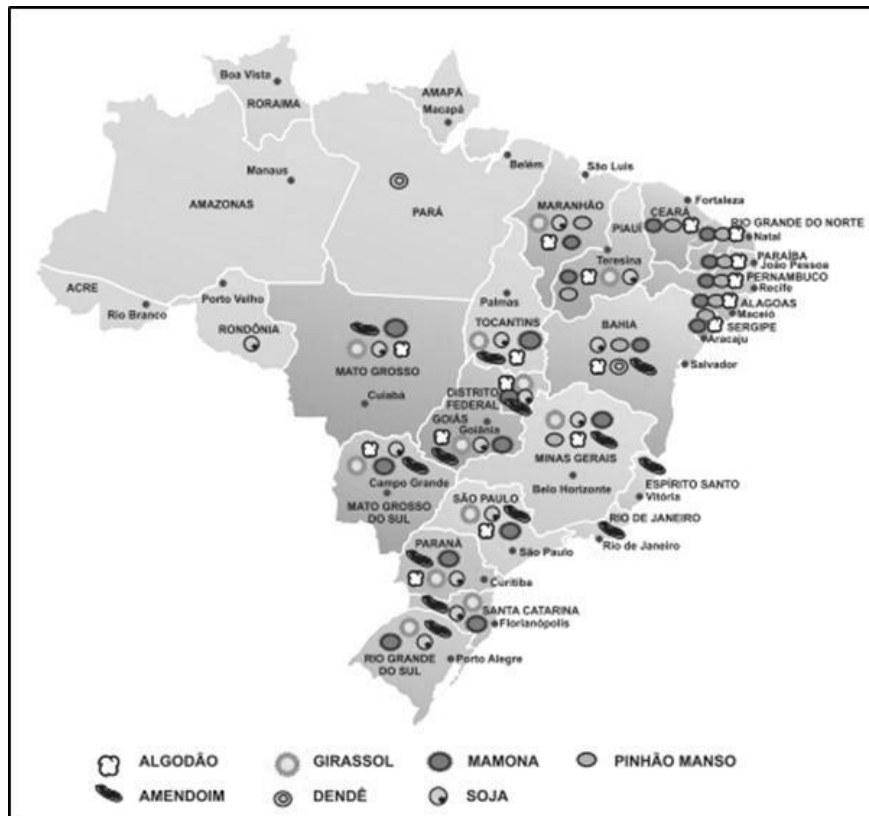 Boa Vista
RORAIMA
AMAPÁ
Macapá
Belém
São Luis
Manaus
AMAZONAS
PARÁ
MARANHÃO
PIAUÍ
Teresina
CEARÁ
Fortaleza
RIO GRANDE DO NORTE
Natal
PARAÍBA
João Pessoa
PERNAMBUCO
Recife
ALAGOAS
Maceió
SERGIPE
Aracaju
ACRE
Rio Branco
Porto Velho
RONDÔNIA
Palmas
TOCANTINS
BAHIA
Salvador
MATO GROSSO
Cuiabá
DISTRITO
FEDERAL
GOIÁS
Goiânia
MINAS GERAIS
Belo Horizonte
ESPÍRITO SANTO
Vitória
Campo Grande
MATO GROSSO
DO SUL
SÃO PAULO
São Paulo
RIO DE JANEIRO
Rio de Janeiro
PARANÀ
Curitiba
SANTA CATARINA
Florianópolis
RIO GRANDE
DO SUL
Porto Alegre
ALGODÃO
GIRASSOL
MAMONA
PINHÃO MANSO
AMENDOIM
DENDÊ
SOJA